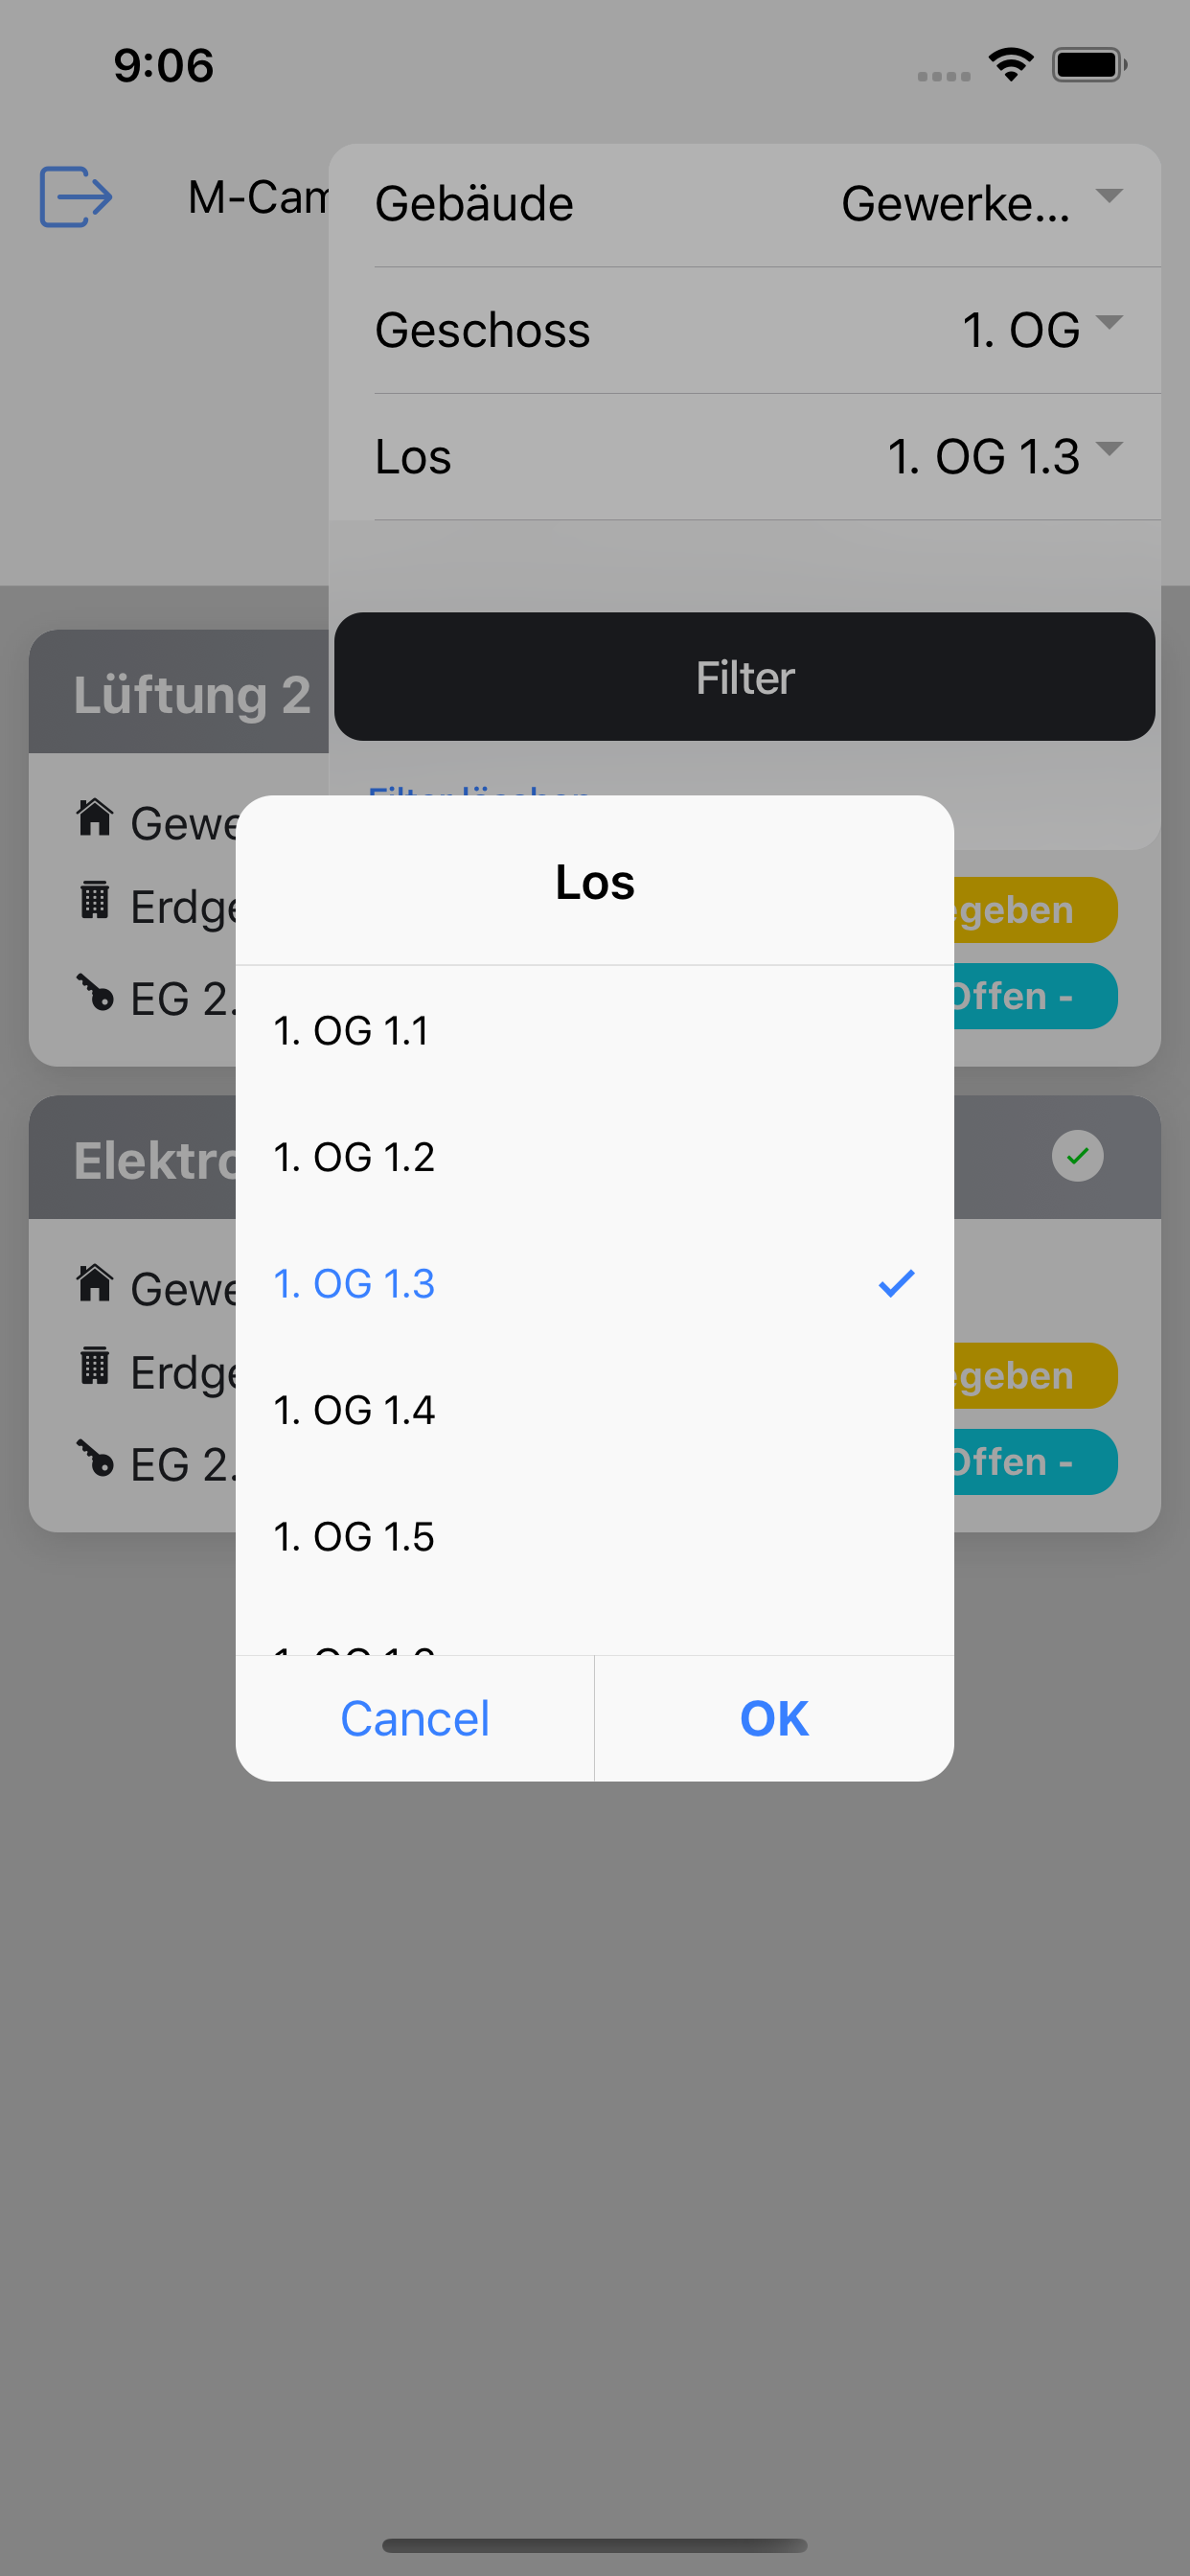 9:06
M-Cam
Gebäude Gewerke...
Geschoss 1. OG
Los 1. OG 1.3
Filter
Filter löschen
Lüftung 2
Gewe
Erdge
egeben
EG 2.
Offen -
Elektro
Gewe
Erdge
egeben
EG 2.
Offen -
Los
1. OG 1.1
1. OG 1.2
1. OG 1.3
1. OG 1.4
1. OG 1.5
Cancel
OK